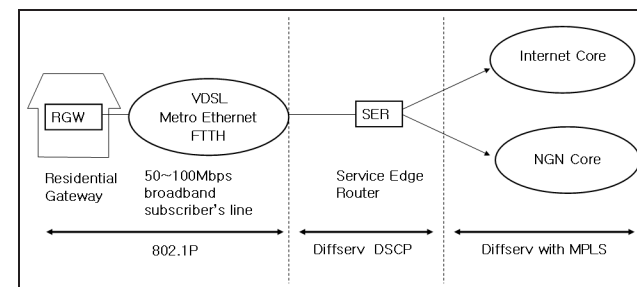 RGW
VDSL
Metro Ethernet
FTTH
SER
Internet Core
NGN Core
Residential
Gateway
50~100Mbps
broadband
subscriber's line
Service Edge
Router
802.1P
Diffserv DSCP
Diffserv with MPLS